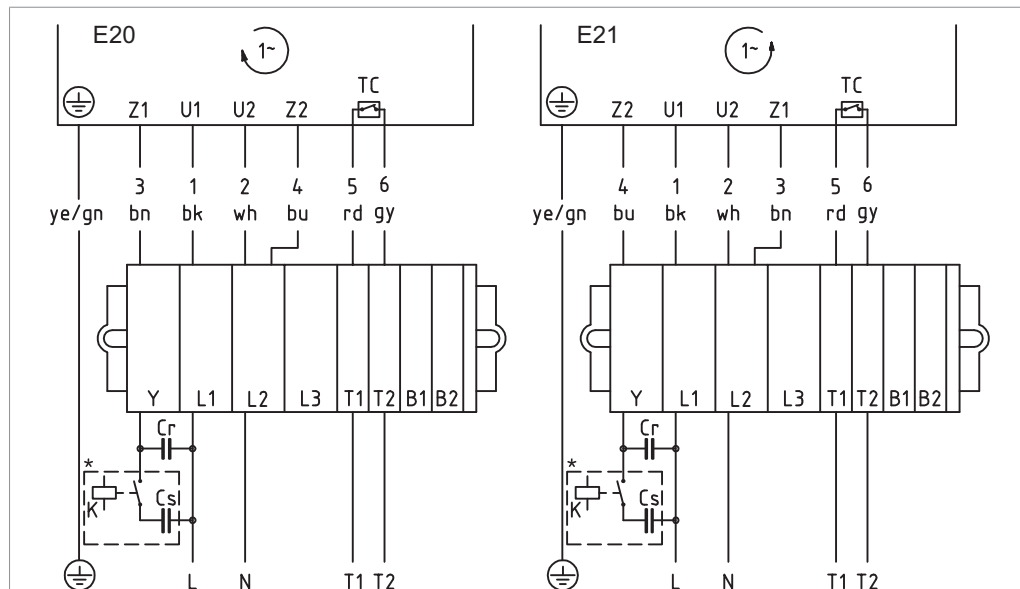 E20 1~ E21 1~
TC TC
Z1 U1 U2 Z2 Z2 U1 U2 Z1
3 1 2 4 5 6 4 1 2 3 5 6
ye/gn bn bk wh bu rd gy ye/gn bu bk wh bn rd gy
Y L1 L2 L3 T1 T2 B1 B2 Y L1 L2 L3 T1 T2 B1 B2
Cr Cr
* *
K Cs K Cs
L N T1 T2 L N T1 T2